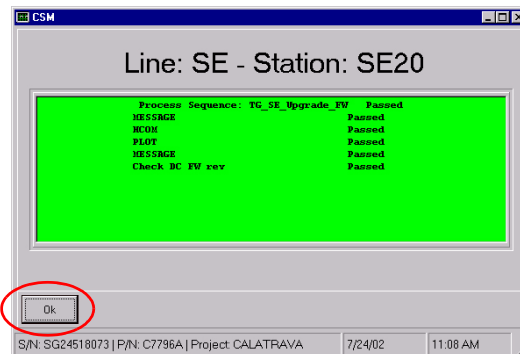 CSM
Line: SE - Station: SE20
Process Sequence: TG_SE_Upgrade_FW Passed
MESSAGE Passed
NCOM Passed
PLOT Passed
MESSAGE Passed
Check DC FW rev Passed
Ok
S/N: SG24518073 | P/N: C7796A | Project: CALATRAVA 7/24/02 11:08 AM